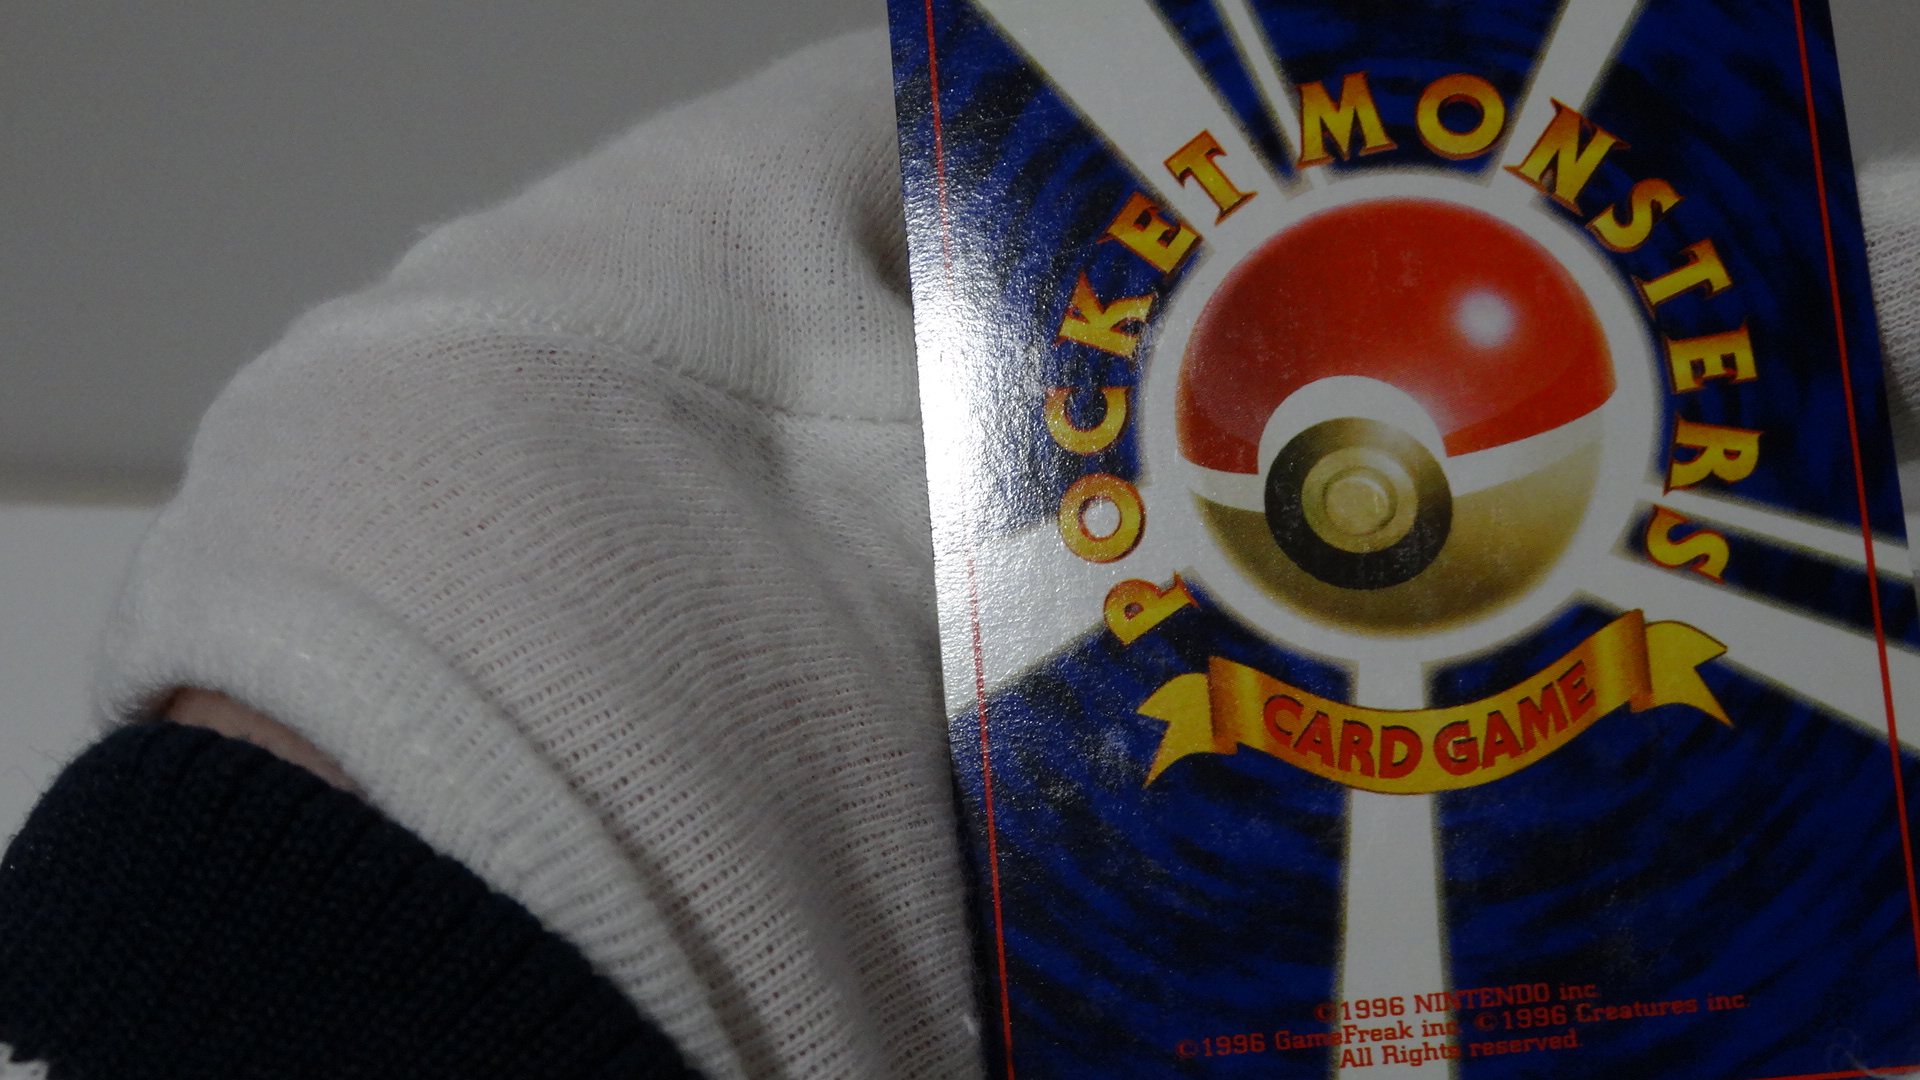 POCKET MONSTERS
CARD GAME
©1996 NINTENDO inc.
©1996 GameFreak inc. ©1996 Creatures inc.
All Rights reserved.